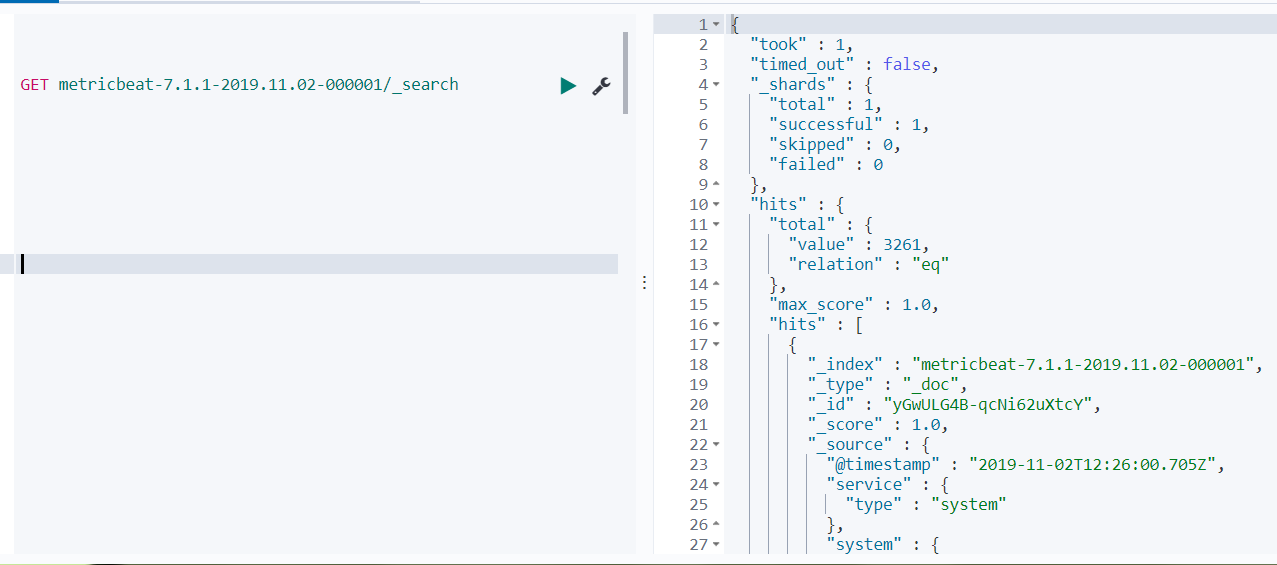 GET metricbeat-7.1.1-2019.11.02-000001/_search
1 {
2 "took" : 1,
3 "timed_out" : false,
4 "_shards" : {
5 "total" : 1,
6 "successful" : 1,
7 "skipped" : 0,
8 "failed" : 0
9 },
10 "hits" : {
11 "total" : {
12 "value" : 3261,
13 "relation" : "eq"
14 },
15 "max_score" : 1.0,
16 "hits" : [
17 {
18 "_index" : "metricbeat-7.1.1-2019.11.02-000001",
19 "_type" : "_doc",
20 "_id" : "yGwULG4B-qcNi62uXtcY",
21 "_score" : 1.0,
22 "_source" : {
23 "@timestamp" : "2019-11-02T12:26:00.705Z",
24 "service" : {
25 "type" : "system"
26 },
27 "system" : {